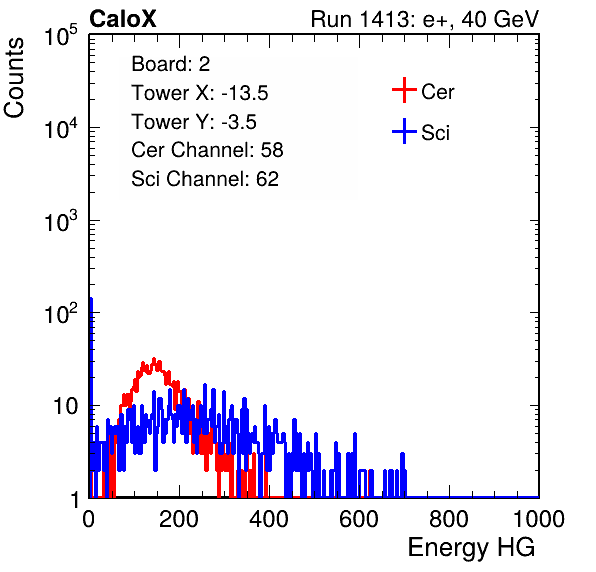 CaloX Run 1413: e+, 40 GeV
Counts
Board: 2
Tower X: -13.5
Tower Y: -3.5
Cer Channel: 58
Sci Channel: 62
Cer
Sci
10^5
10^4
10^3
10^2
10
1
0 200 400 600 800 1000
Energy HG